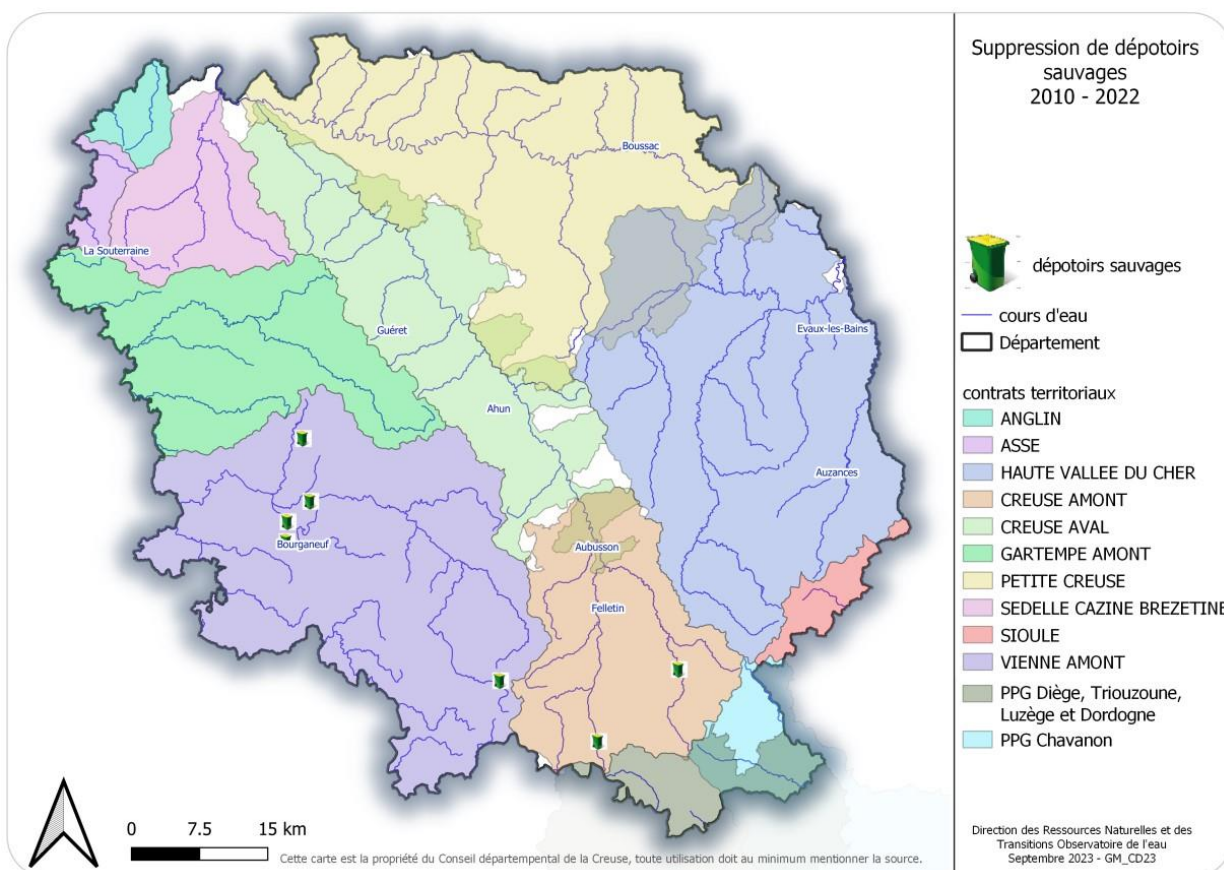 Suppression de dépotoirs
sauvages
2010 - 2022
dépotoirs sauvages
cours d'eau
Département
contrats territoriaux
ANGLIN
ASSE
HAUTE VALLEE DU CHER
CREUSE AMONT
CREUSE AVAL
GARTEMPE AMONT
PETITE CREUSE
SEDELLE CAZINE BREZETINE
SIOULE
VIENNE AMONT
PPG Diège, Triouzoune,
Luzège et Dordogne
PPG Chavanon
Direction des Ressources Naturelles et des
Transitions Observatoire de l'eau
Septembre 2023 - GM_CD23
Boussac
La Souterraine
Guéret
Evaux-les-Bains
Ahun
Auzances
Bourganeuf
Aubusson
Felletin
0 7.5 15 km
Cette carte est la propriété du Conseil départempental de la Creuse, toute utilisation doit au minimum mentionner la source.